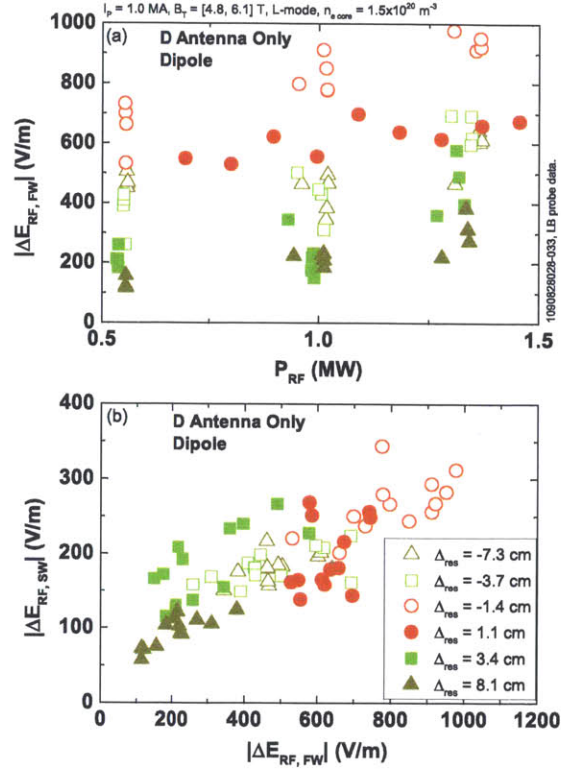 I_P = 1.0 MA, B_T = [4.8, 6.1] T, L-mode, n_e core = 1.5x10^20 m^-3
(a)
D Antenna Only
Dipole
1000
800
600
400
200
0
|ΔE_RF, FW| (V/m)
0.5
1.0
1.5
P_RF (MW)
1090828028-033, LB probe data.
(b)
D Antenna Only
Dipole
400
300
200
100
0
|ΔE_RF, SW| (V/m)
Δ_res = -7.3 cm
Δ_res = -3.7 cm
Δ_res = -1.4 cm
Δ_res = 1.1 cm
Δ_res = 3.4 cm
Δ_res = 8.1 cm
0
200
400
600
800
1000
1200
|ΔE_RF, FW| (V/m)